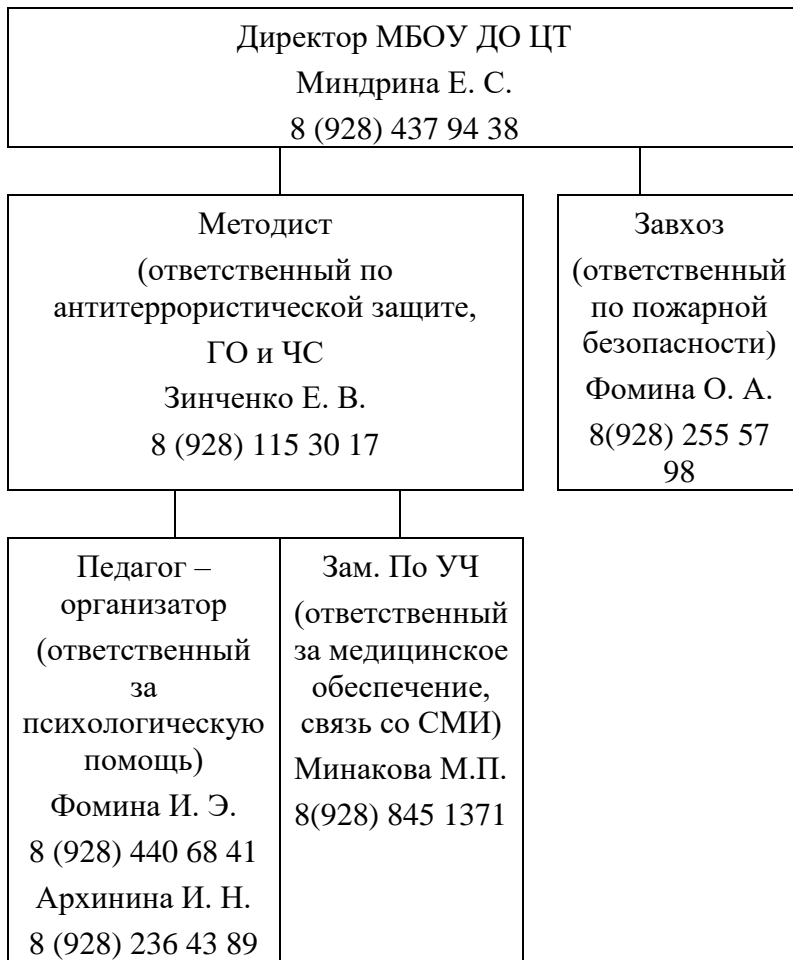 Директор МБОУ ДО ЦТ
Миндрина Е. С.
8 (928) 437 94 38
Методист
(ответственный по
антитеррористической защите,
ГО и ЧС
Зинченко Е. В.
8 (928) 115 30 17
Завхоз
(ответственный
по пожарной
безопасности)
Фомина О. А.
8(928) 255 57
98
Педагог –
организатор
(ответственный
за
психологическую
помощь)
Фомина И. Э.
8 (928) 440 68 41
Архинина И. Н.
8 (928) 236 43 89
Зам. По УЧ
(ответственный
за медицинское
обеспечение,
связь со СМИ)
Минакова М.П.
8(928) 845 1371